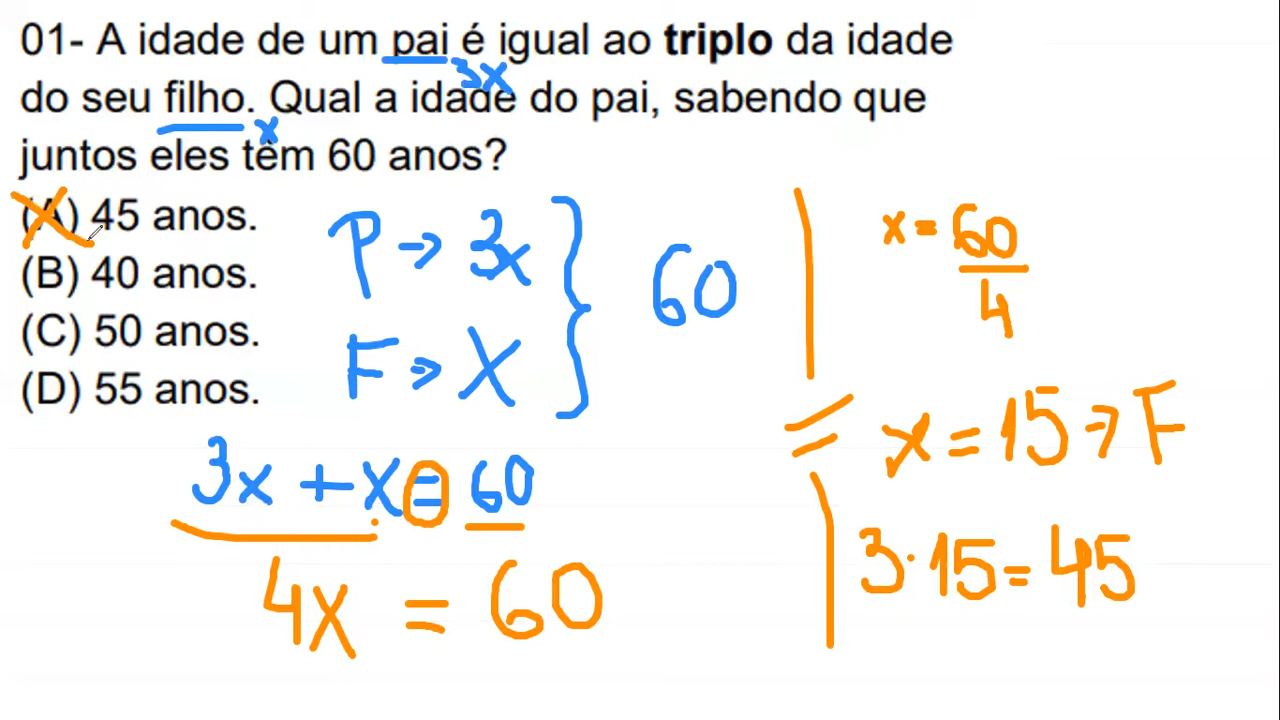 01- A idade de um pai é igual ao triplo da idade
3x
do seu filho. Qual a idade do pai, sabendo que
x
juntos eles têm 60 anos?
(A) 45 anos.
(B) 40 anos.
(C) 50 anos.
(D) 55 anos.
P → 3x
F → X
60
3x + x = 60
4x = 60
x = 60
4
x = 15 → F
3·15 = 45